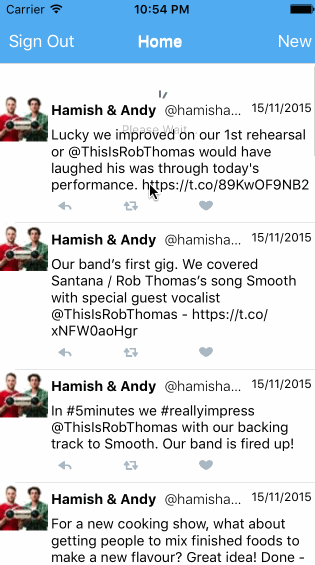 Carrier 10:54 PM
Sign Out Home New
Hamish & Andy @hamisha... 15/11/2015
Please Wait
Lucky we improved on our 1st rehearsal
or @ThisIsRobThomas would have
laughed his was through today's
performance. https://t.co/89KwOF9NB2
Hamish & Andy @hamisha... 15/11/2015
Our band’s first gig. We covered
Santana / Rob Thomas’s song Smooth
with special guest vocalist
@ThisIsRobThomas - https://t.co/
xNFW0aoHgr
Hamish & Andy @hamisha... 15/11/2015
In #5minutes we #reallyimpress
@ThisIsRobThomas with our backing
track to Smooth. Our band is fired up!
Hamish & Andy @hamisha... 15/11/2015
For a new cooking show, what about
getting people to mix finished foods to
make a new flavour? Great idea! Done -